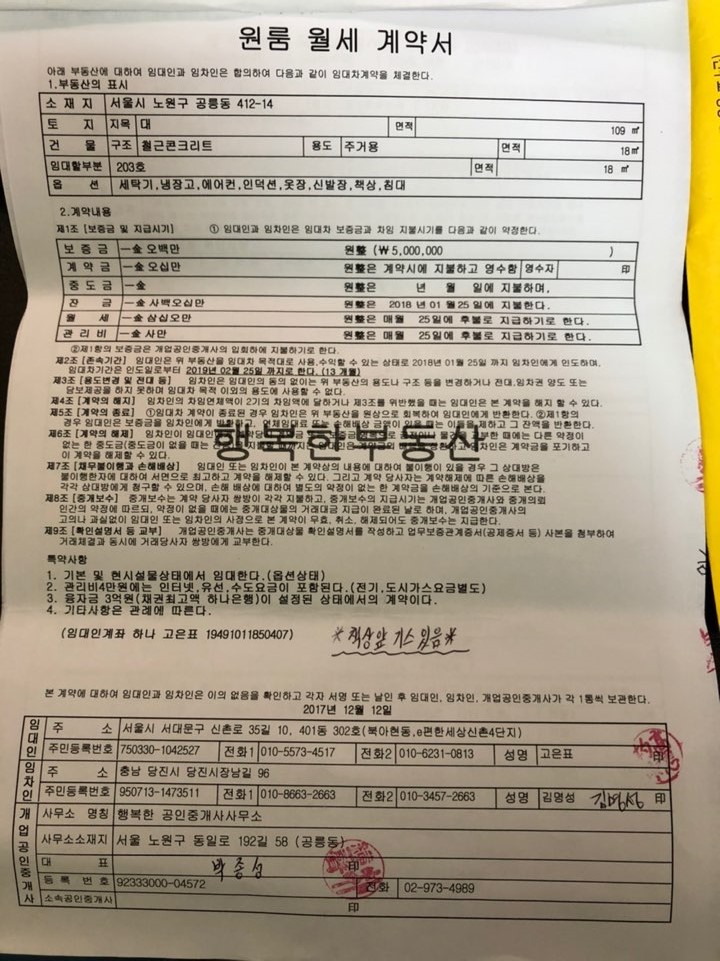 원룸 월세 계약서
아래 부동산에 대하여 임대인과 임차인은 합의하여 다음과 같이 임대차계약을 체결한다.
1.부동산의 표시
소 재 지 서울시 노원구 공릉동 412-14
토 지 지목 대 면적 109 ㎡
건 물 구조 철근콘크리트 용도 주거용 면적 18㎡
임대할부분 203호 면적 18 ㎡
옵 션 세탁기,냉장고,에어컨,인덕션,옷장,신발장,책상,침대
2.계약내용
제1조 [보증금 및 지급시기] ① 임대인과 임차인은 임대차 보증금과 차임 지불시기를 다음과 같이 약정한다.
보 증 금 一金 오백만 원整 (₩ 5,000,000 )
계 약 금 一金 오십만 원整은 계약시에 지불하고 영수함 영수자 印
중 도 금 一金 원整은 년 월 일에 지불하며,
잔 금 一金 사백오십만 원整은 2018 년 01 월 25 일에 지불한다.
월 세 一金 삼십오만 원整은 매월 25일에 후불로 지급하기로 한다.
관 리 비 一金 사만 원整은 매월 25일에 후불로 지급하기로 한다.
②제1항의 보증금은 개업공인중개사의 입회하에 지불하기로 한다.
제2조 [존속기간] 임대인은 위 부동산을 임대차 목적대로 사용,수익할 수 있는 상태로 2018년 01월 25일 까지 임차인에게 인도하며,
임대차기간은 인도일로부터 2019년 02월 25일 까지로 한다. (13 개월)
제3조 [용도변경 및 전대 등] 임차인은 임대인의 동의 없이는 위 부동산의 용도나 구조 등을 변경하거나 전대,임차권 양도 또는
담보제공을 하지 못하며 임대차 목적 이외의 용도에 사용할 수 없다.
제4조 [계약의 해지] 임차인의 차임연체액이 2기의 차임액에 달하거나 제3조를 위반했을 때는 임대인은 본 계약을 해지 할 수 있다.
제5조 [계약의 종료] ①임대차 계약이 종료된 경우 임차인은 위 부동산을 원상으로 회복하여 임대인에게 반환한다. ②제1항의
경우 임대인은 보증금을 임차인에게 반환하고, 연체임대료 또는 손해배상 금액이 있을 때는 이들을 제하고 그 잔액을 반환한다.
제6조 [계약의 해제] 임차인이 임대인
없는 한 중도금(중도금이 없을 때는 임차인은 계약금을 포기하고
이 계약을 해제할 수 있다.
행복한부동산
제7조 [채무불이행과 손해배상] 임대인 또는 임차인이 본 계약상의 내용에 대하여 불이행이 있을 경우 그 상대방은
불이행한자에 대하여 서면으로 최고하고 계약을 해제할 수 있다. 그리고 계약 당사자는 계약해제에 따른 손해배상을
각각 상대방에게 청구할 수 있으며, 손해 배상에 대하여 별도의 약정이 없는 한 계약금을 손해배상의 기준으로 본다.
제8조 [중개보수] 중개보수는 계약 당사자 쌍방이 각각 지불하고, 중개보수의 지급시기는 개업공인중개사와 중개의뢰
인간의 약정에 따르되, 약정이 없을 때는 중개대상물의 거래대금 지급이 완료된 날로 하며, 개업공인중개사의
고의나 과실없이 임대인 또는 임차인의 사정으로 본 계약이 무효, 취소, 해제되어도 중개보수는 지급한다.
제9조 [확인설명서 등 교부] 개업공인중개사는 중개대상물 확인설명서를 작성하고 업무보증관계증서(공제증서 등) 사본을 첨부하여
거래체결과 동시에 거래당사자 쌍방에게 교부한다.
특약사항
1. 기본 및 현시설물상태에서 임대한다.(옵션상태)
2. 관리비4만원에는 인터넷,유선,수도요금이 포함된다.(전기,도시가스요금별도)
3. 융자금 3억원(채권최고액 하나은행)이 설정된 상태에서의 계약이다.
4. 기타사항은 관례에 따른다.
(임대인계좌 하나 고은표 19491011850407) *책상앞 기스있음*
본 계약에 대하여 임대인과 임차인은 이의 없음을 확인하고 각자 서명 또는 날인 후 임대인, 임차인, 개업공인중개사가 각 1통씩 보관한다.
2017년 12월 12일
임대인 주 소 서울시 서대문구 신촌로 35길 10, 401동 302호(북아현동,e편한세상신촌4단지)
주민등록번호 750330-1042527 전화1 010-5573-4517 전화2 010-6231-0813 성명 고은표 印
임차인 주 소 충남 당진시 당진시장남길 96
주민등록번호 950713-1473511 전화1 010-8663-2663 전화2 010-3457-2663 성명 김명성 김명성 印
개업공인중개사 사무소 명칭 행복한 공인중개사사무소
사무소소재지 서울 노원구 동일로 192길 58 (공릉동)
대 표 박종성 印
등 록 번 호 92333000-04572 전화 02-973-4989
소속공인중개사 印